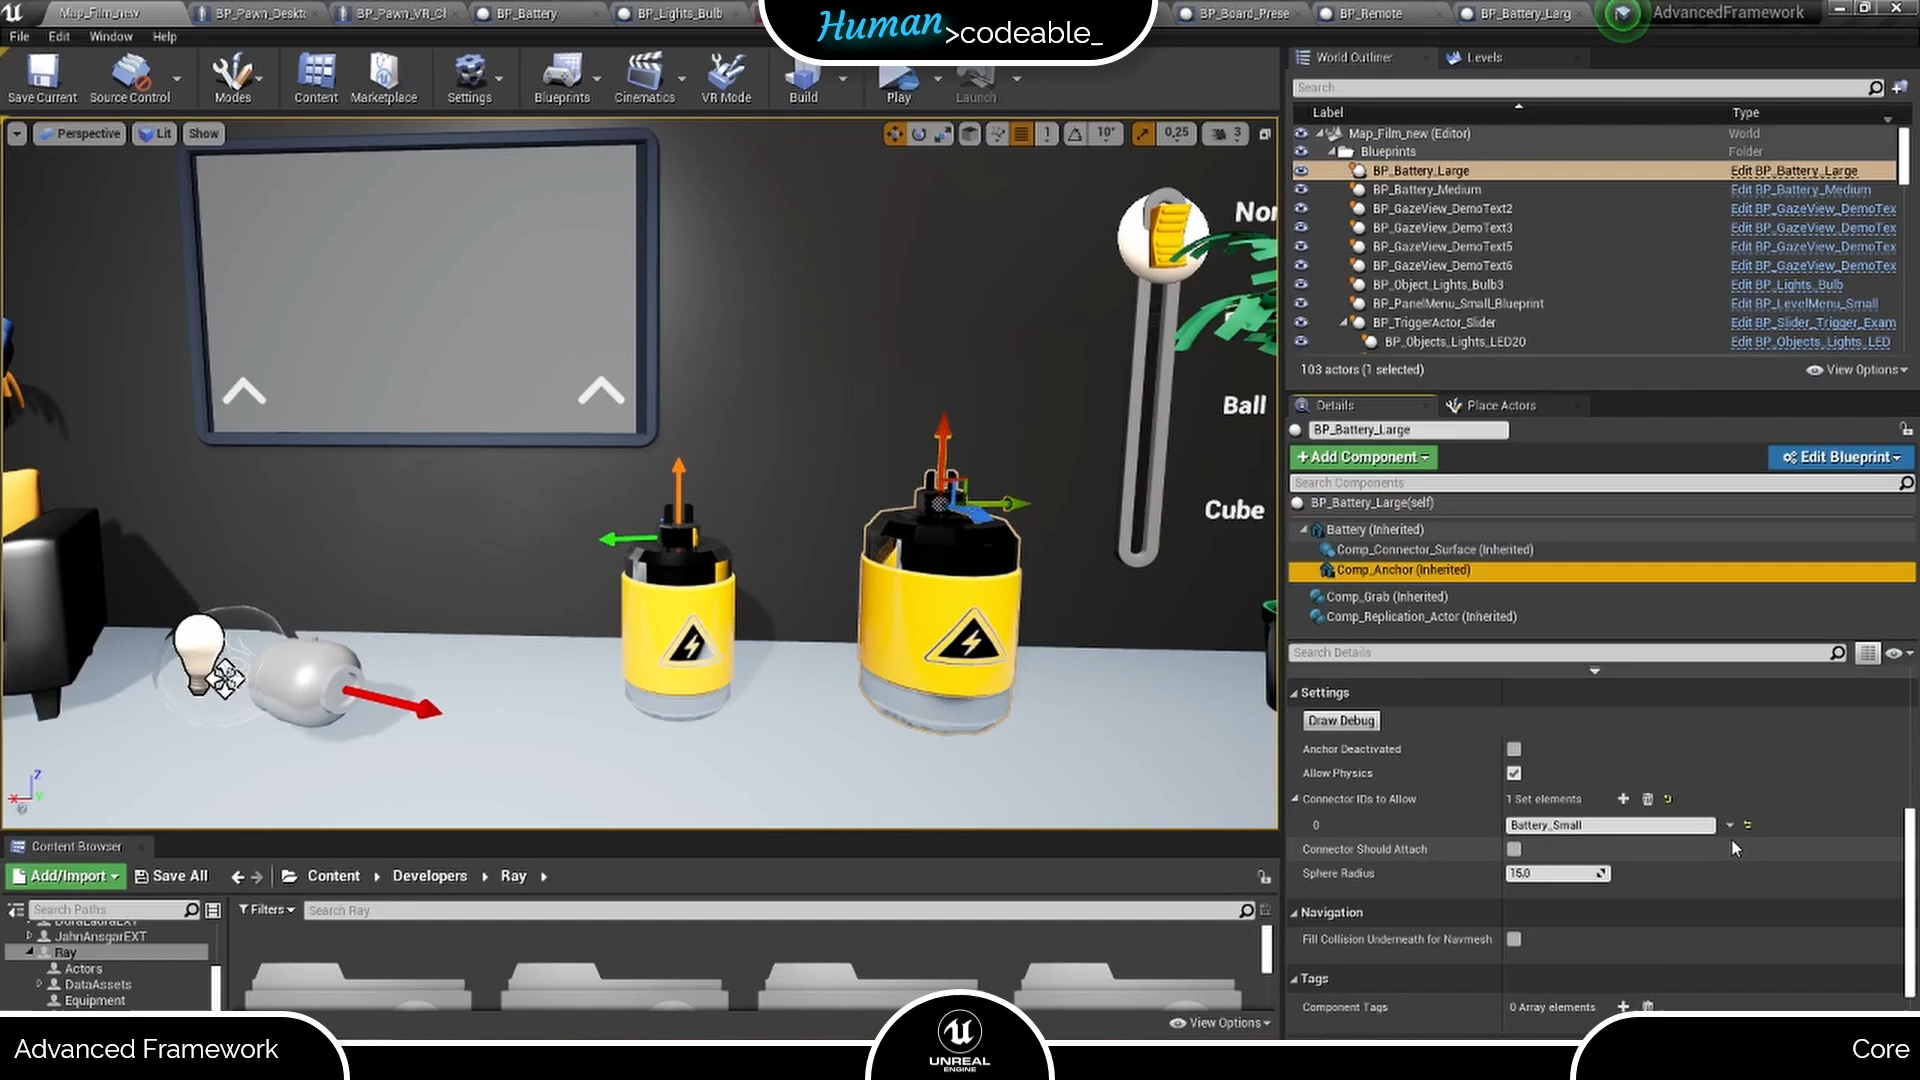 Map_Film_new
BP_Pawn_Deskt
BP_Pawn_VR_Cl
BP_Battery
BP_Lights_Bulb
BP_Board_Prese
BP_Remote
BP_Battery_Larg
AdvancedFramework
Human >codeable_
File Edit Window Help
Save Current
Source Control
Modes
Content
Marketplace
Settings
Blueprints
Cinematics
VR Mode
Build
Play
Launch
Perspective
Lit
Show
1
10°
0,25
3
Nor
Ball
Cube
World Outliner
Levels
Search...
Label
Type
Map_Film_new (Editor) World
Blueprints Folder
BP_Battery_Large Edit BP_Battery_Large
BP_Battery_Medium Edit BP_Battery_Medium
BP_GazeView_DemoText2 Edit BP_GazeView_DemoTex
BP_GazeView_DemoText3 Edit BP_GazeView_DemoTex
BP_GazeView_DemoText5 Edit BP_GazeView_DemoTex
BP_GazeView_DemoText6 Edit BP_GazeView_DemoTex
BP_Object_Lights_Bulb3 Edit BP_Lights_Bulb
BP_PanelMenu_Small_Blueprint Edit BP_LevelMenu_Small
BP_TriggerActor_Slider Edit BP_Slider_Trigger_Exam
BP_Objects_Lights_LED20 Edit BP_Objects_Lights_LED
103 actors (1 selected)
View Options
Details
Place Actors
BP_Battery_Large
+Add Component
Edit Blueprint
Search Components
BP_Battery_Large(self)
Battery (Inherited)
Comp_Connector_Surface (Inherited)
Comp_Anchor (Inherited)
Comp_Grab (Inherited)
Comp_Replication_Actor (Inherited)
Search Details
Settings
Draw Debug
Anchor Deactivated
Allow Physics
Connector IDs to Allow 1 Set elements
0 Battery_Small
Connector Should Attach
Sphere Radius 15.0
Navigation
Fill Collision Underneath for Navmesh
Tags
Component Tags 0 Array elements
Z
X
Y
Content Browser
Add/Import
Save All
Content
Developers
Ray
Search Paths
Filters
Search Ray
DoraLauraEXT
JahnAnsgarEXT
Ray
Actors
DataAssets
Equipment
View Options
Advanced Framework
UNREAL
ENGINE
Core